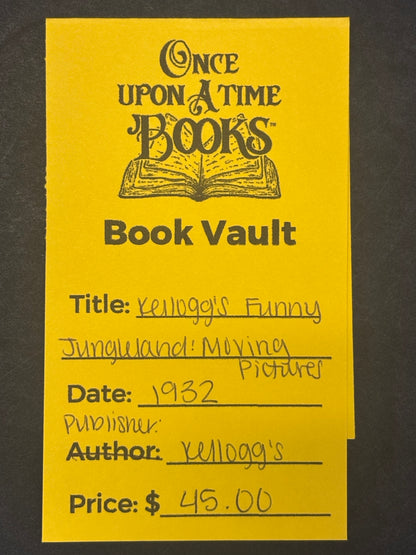 ONCE
UPON A TIME
BOOKS™
Book Vault
Title: Kellogg's Funny
Jungleland: Moving
Pictures
Date: 1932
Publisher:
Author: Kellogg's
Price: $ 45.00